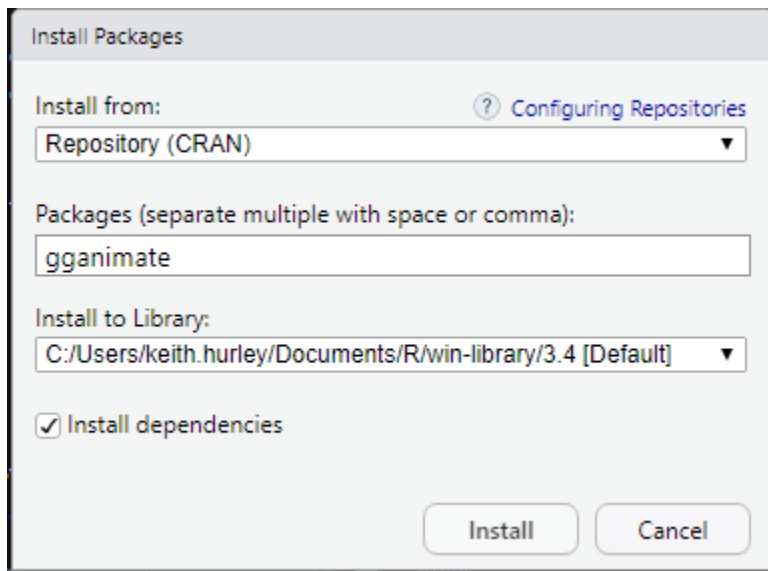 Install Packages
Install from:
? Configuring Repositories
Repository (CRAN)
Packages (separate multiple with space or comma):
gganimate
Install to Library:
C:/Users/keith.hurley/Documents/R/win-library/3.4 [Default]
Install dependencies
Install Cancel